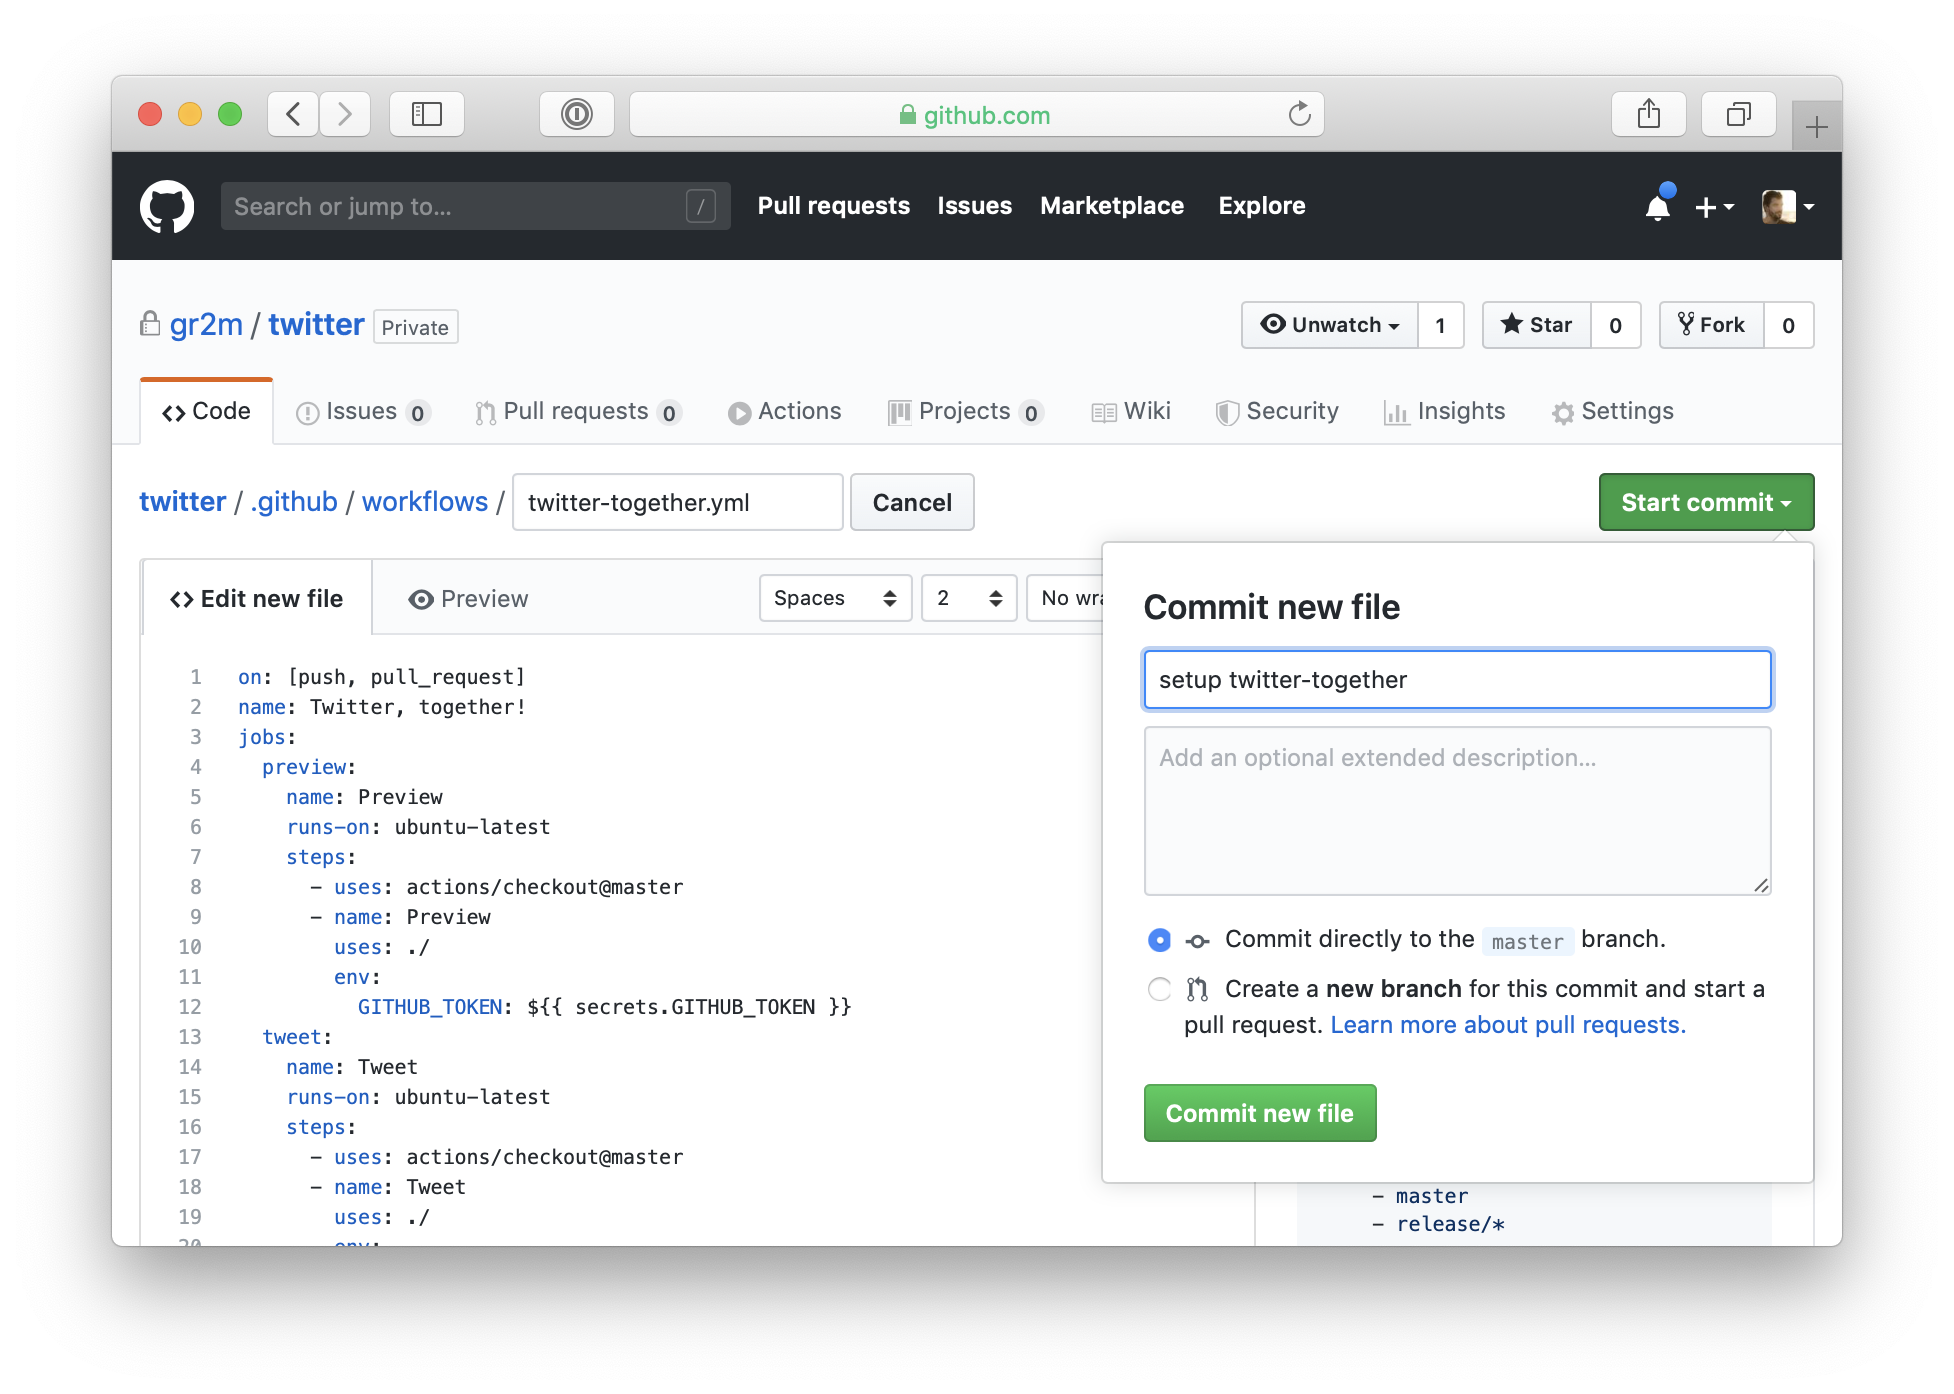 github.com
Search or jump to... /
Pull requests Issues Marketplace Explore
gr2m / twitter Private
Unwatch 1 Star 0 Fork 0
Code Issues 0 Pull requests 0 Actions Projects 0 Wiki Security Insights Settings
twitter / .github / workflows / twitter-together.yml Cancel
Start commit
Edit new file Preview Spaces 2 No
1 on: [push, pull_request]
2 name: Twitter, together!
3 jobs:
4 preview:
5 name: Preview
6 runs-on: ubuntu-latest
7 steps:
8 - uses: actions/checkout@master
9 - name: Preview
10 uses: ./
11 env:
12 GITHUB_TOKEN: ${{ secrets.GITHUB_TOKEN }}
13 tweet:
14 name: Tweet
15 runs-on: ubuntu-latest
16 steps:
17 - uses: actions/checkout@master
18 - name: Tweet
19 uses: ./
20 env:
Commit new file
setup twitter-together
Add an optional extended description...
Commit directly to the master branch.
Create a new branch for this commit and start a
pull request. Learn more about pull requests.
Commit new file
- master
- release/*